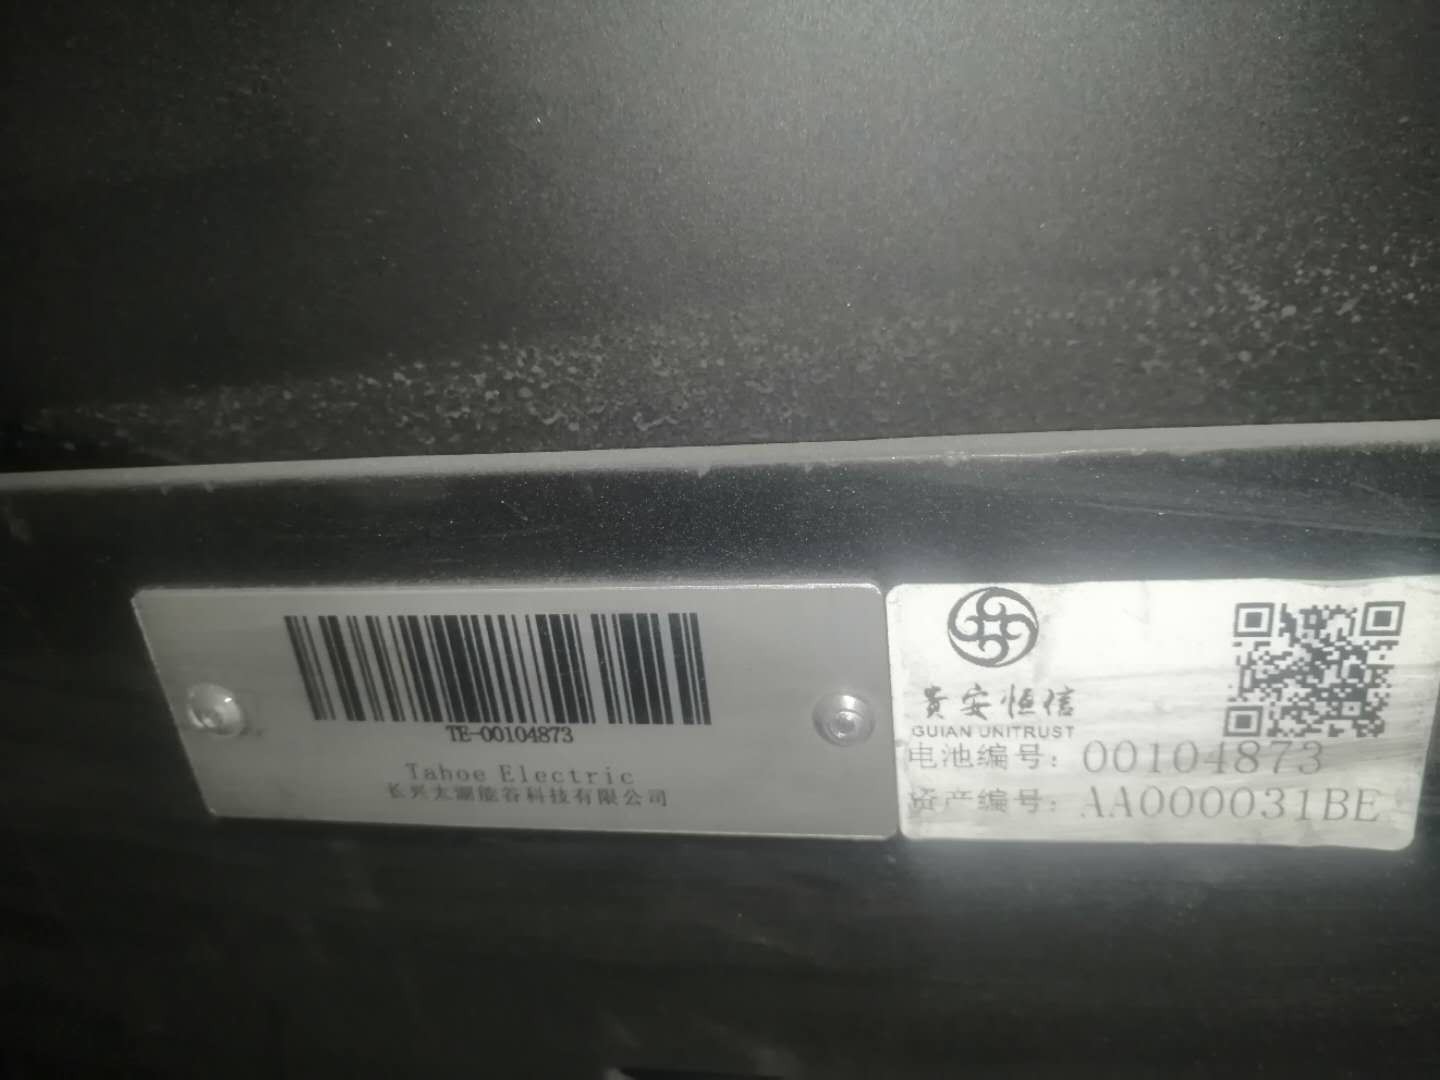 TE-00104873
Tahoe Electric
长兴太湖能谷科技有限公司
贵安恒信
GUIAN UNITRUST
电池编号：00104873
资产编号：AA000031BE